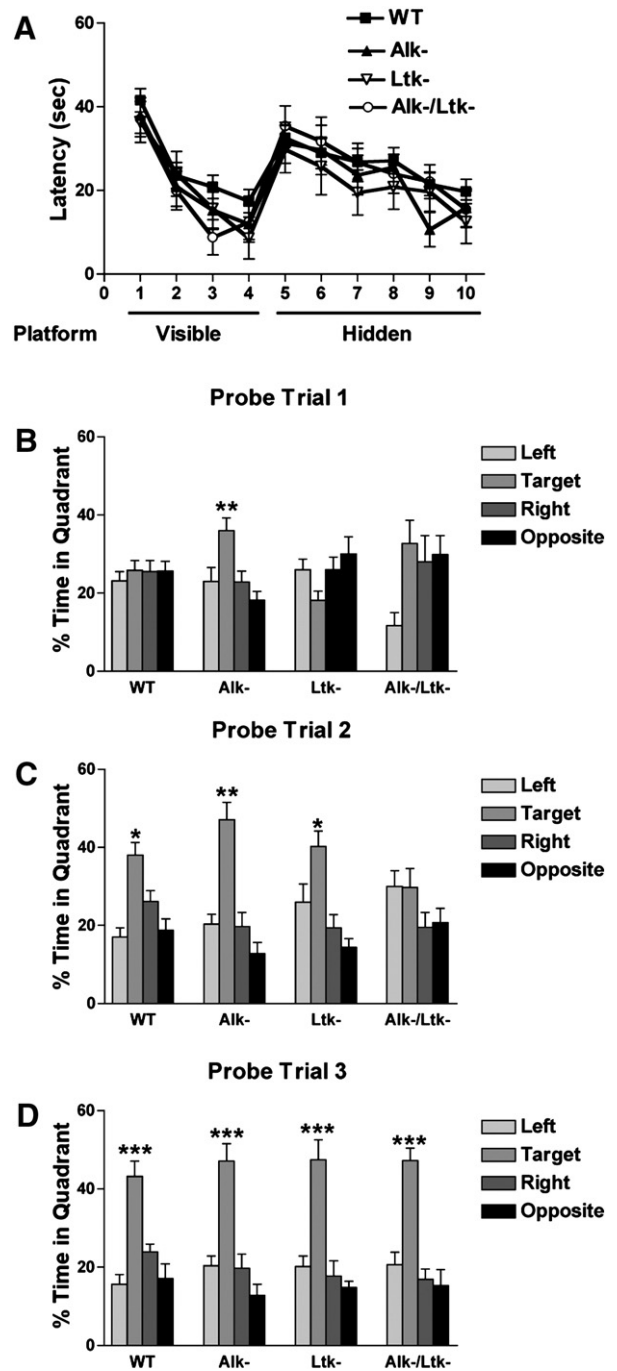 A
60
40
20
0
Latency (sec)
WT
Alk-
Ltk-
Alk-/Ltk-
0 1 2 3 4 5 6 7 8 9 10
Platform Visible Hidden
Probe Trial 1
B
60
40
20
0
% Time in Quadrant
**
Left
Target
Right
Opposite
WT Alk- Ltk- Alk-/Ltk-
Probe Trial 2
C
60
40
20
0
% Time in Quadrant
* ** *
Left
Target
Right
Opposite
WT Alk- Ltk- Alk-/Ltk-
Probe Trial 3
D
60
40
20
0
% Time in Quadrant
*** *** *** ***
Left
Target
Right
Opposite
WT Alk- Ltk- Alk-/Ltk-